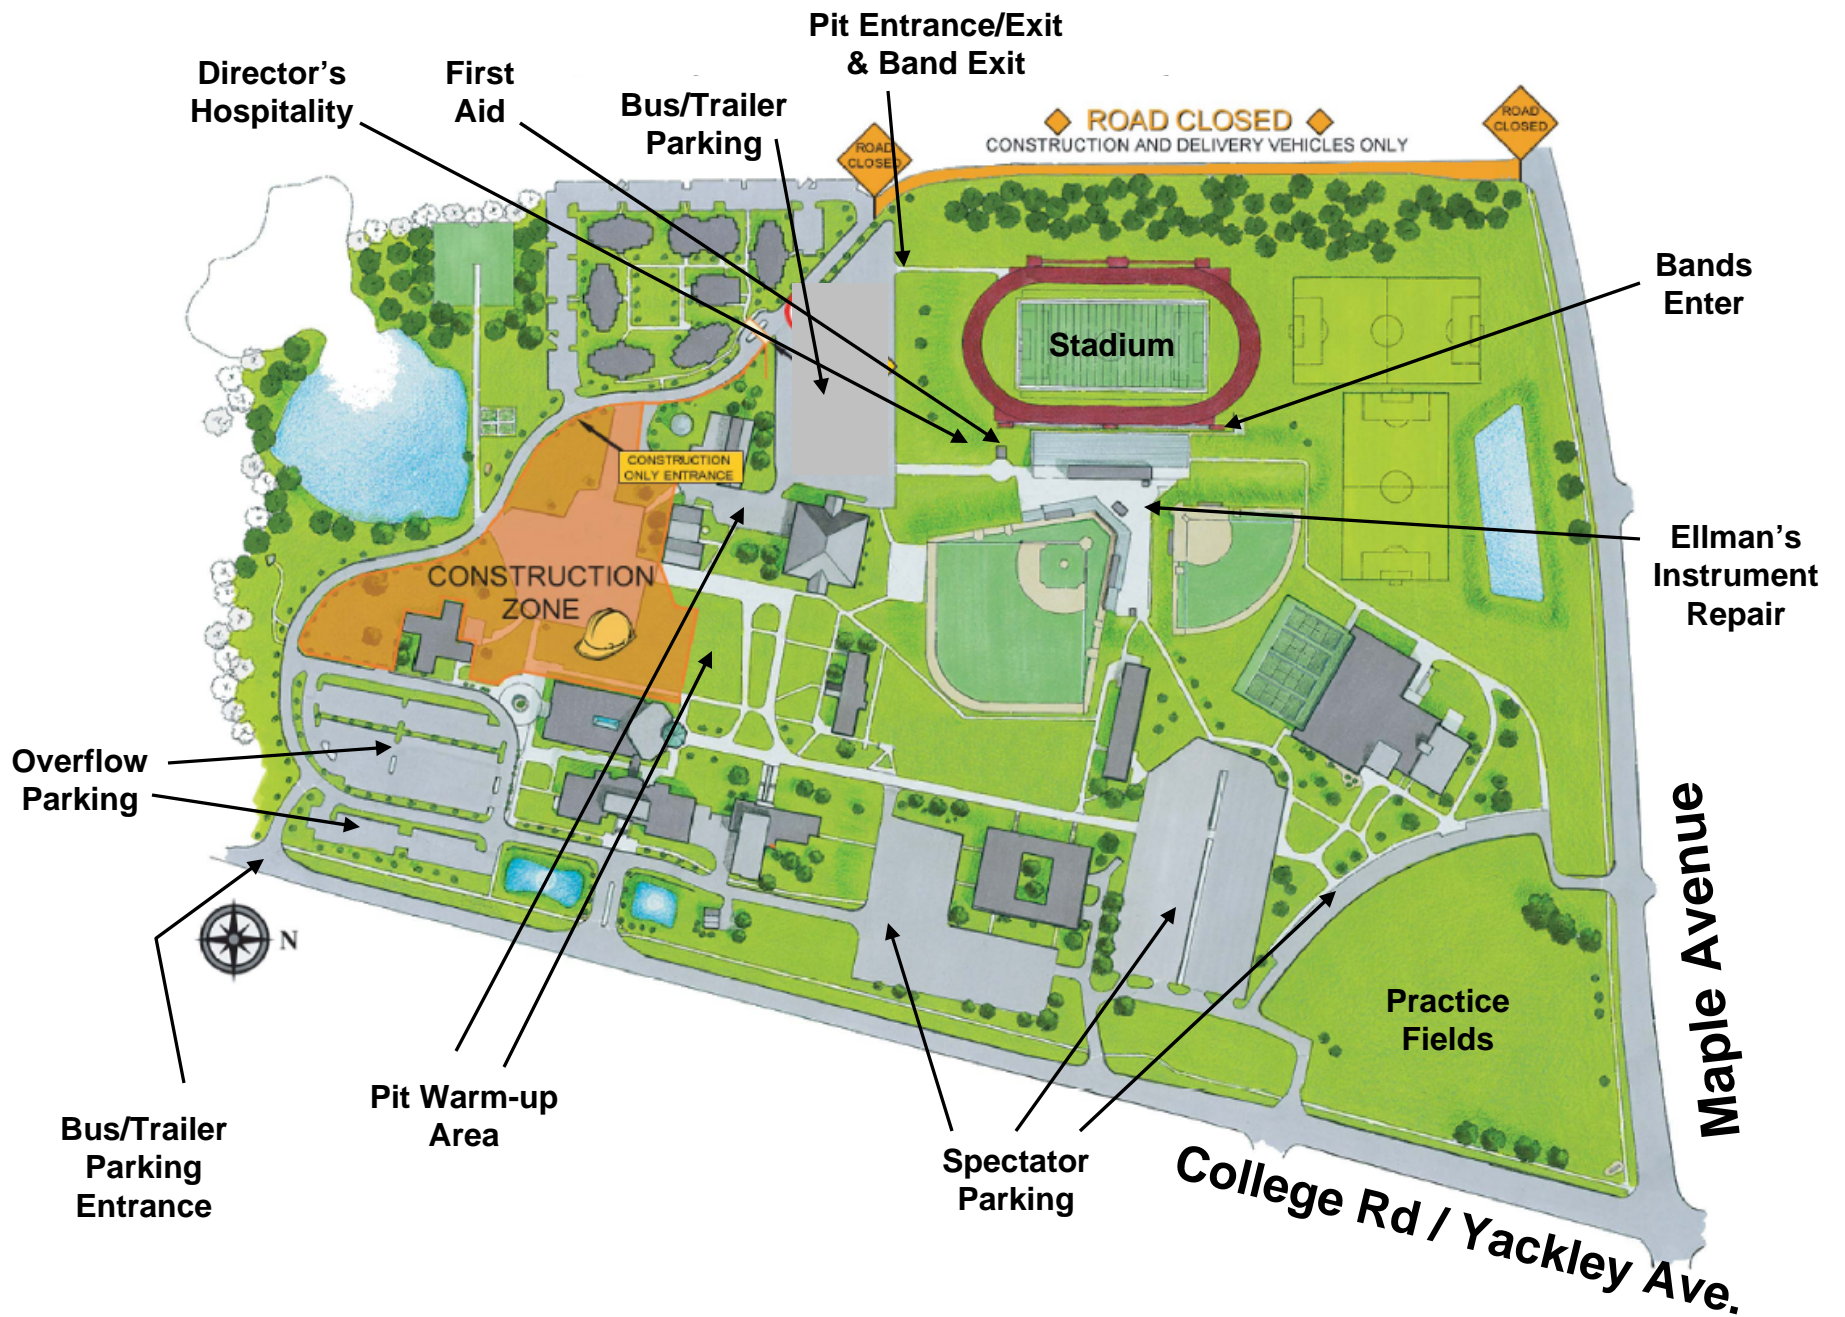 Pit Entrance/Exit
& Band Exit
Director’s
Hospitality
First
Aid
Bus/Trailer
Parking
ROAD CLOSED
CONSTRUCTION AND DELIVERY VEHICLES ONLY
ROAD
CLOSED
ROAD
CLOSED
Bands
Enter
Stadium
CONSTRUCTION
ONLY ENTRANCE
Ellman’s
Instrument
Repair
CONSTRUCTION
ZONE
Overflow
Parking
N
Maple Avenue
Practice
Fields
Pit Warm-up
Area
Bus/Trailer
Parking
Entrance
Spectator
Parking
College Rd / Yackley Ave.